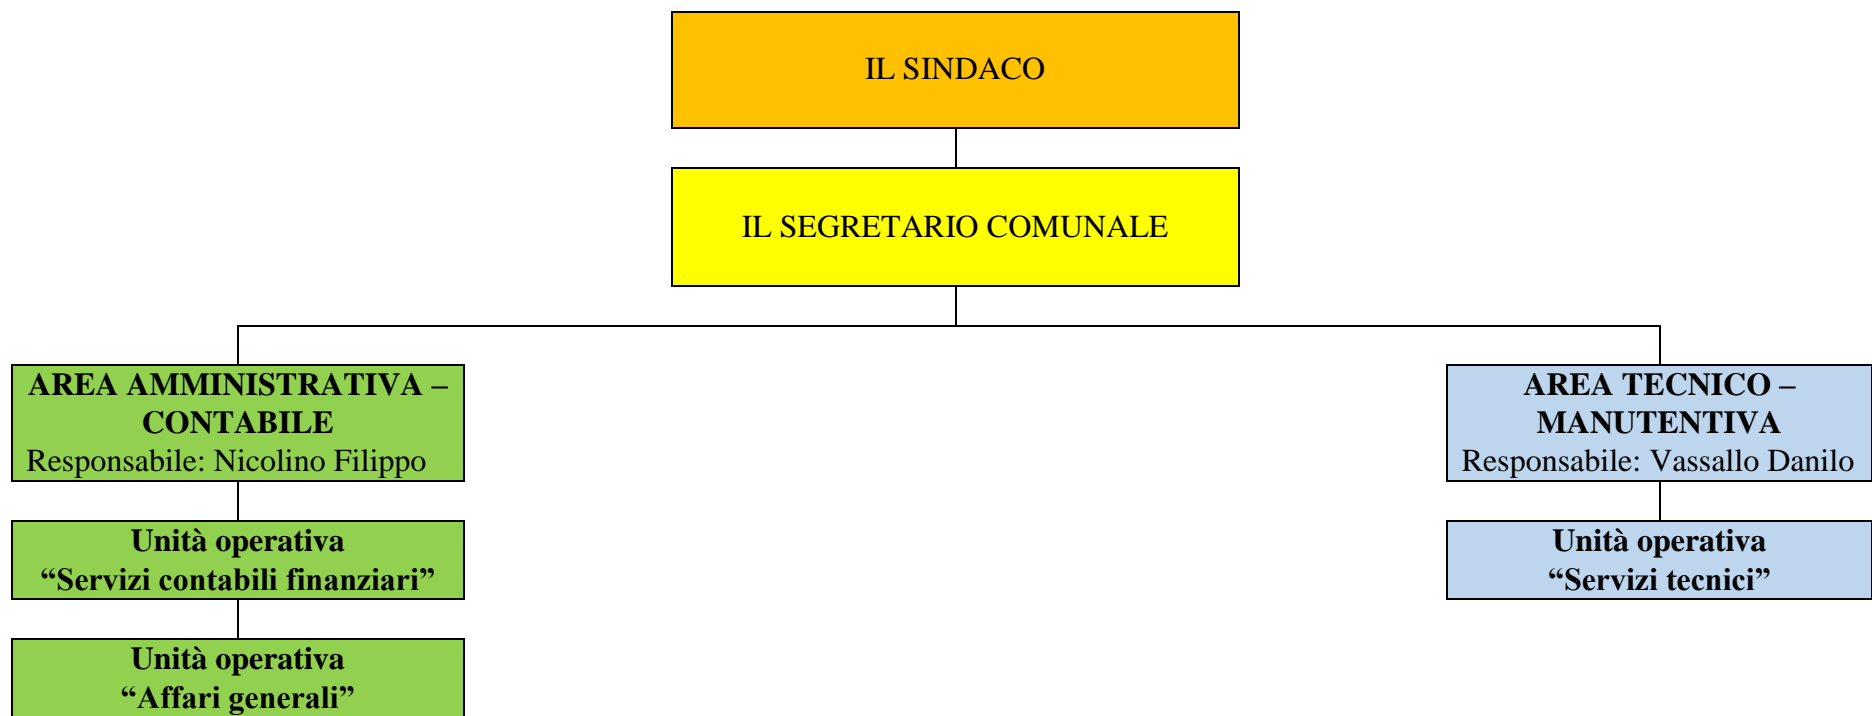 IL SINDACO
IL SEGRETARIO COMUNALE
AREA AMMINISTRATIVA –
CONTABILE
Responsabile: Nicolino Filippo
Unità operativa
“Servizi contabili finanziari”
Unità operativa
“Affari generali”
AREA TECNICO –
MANUTENTIVA
Responsabile: Vassallo Danilo
Unità operativa
“Servizi tecnici”